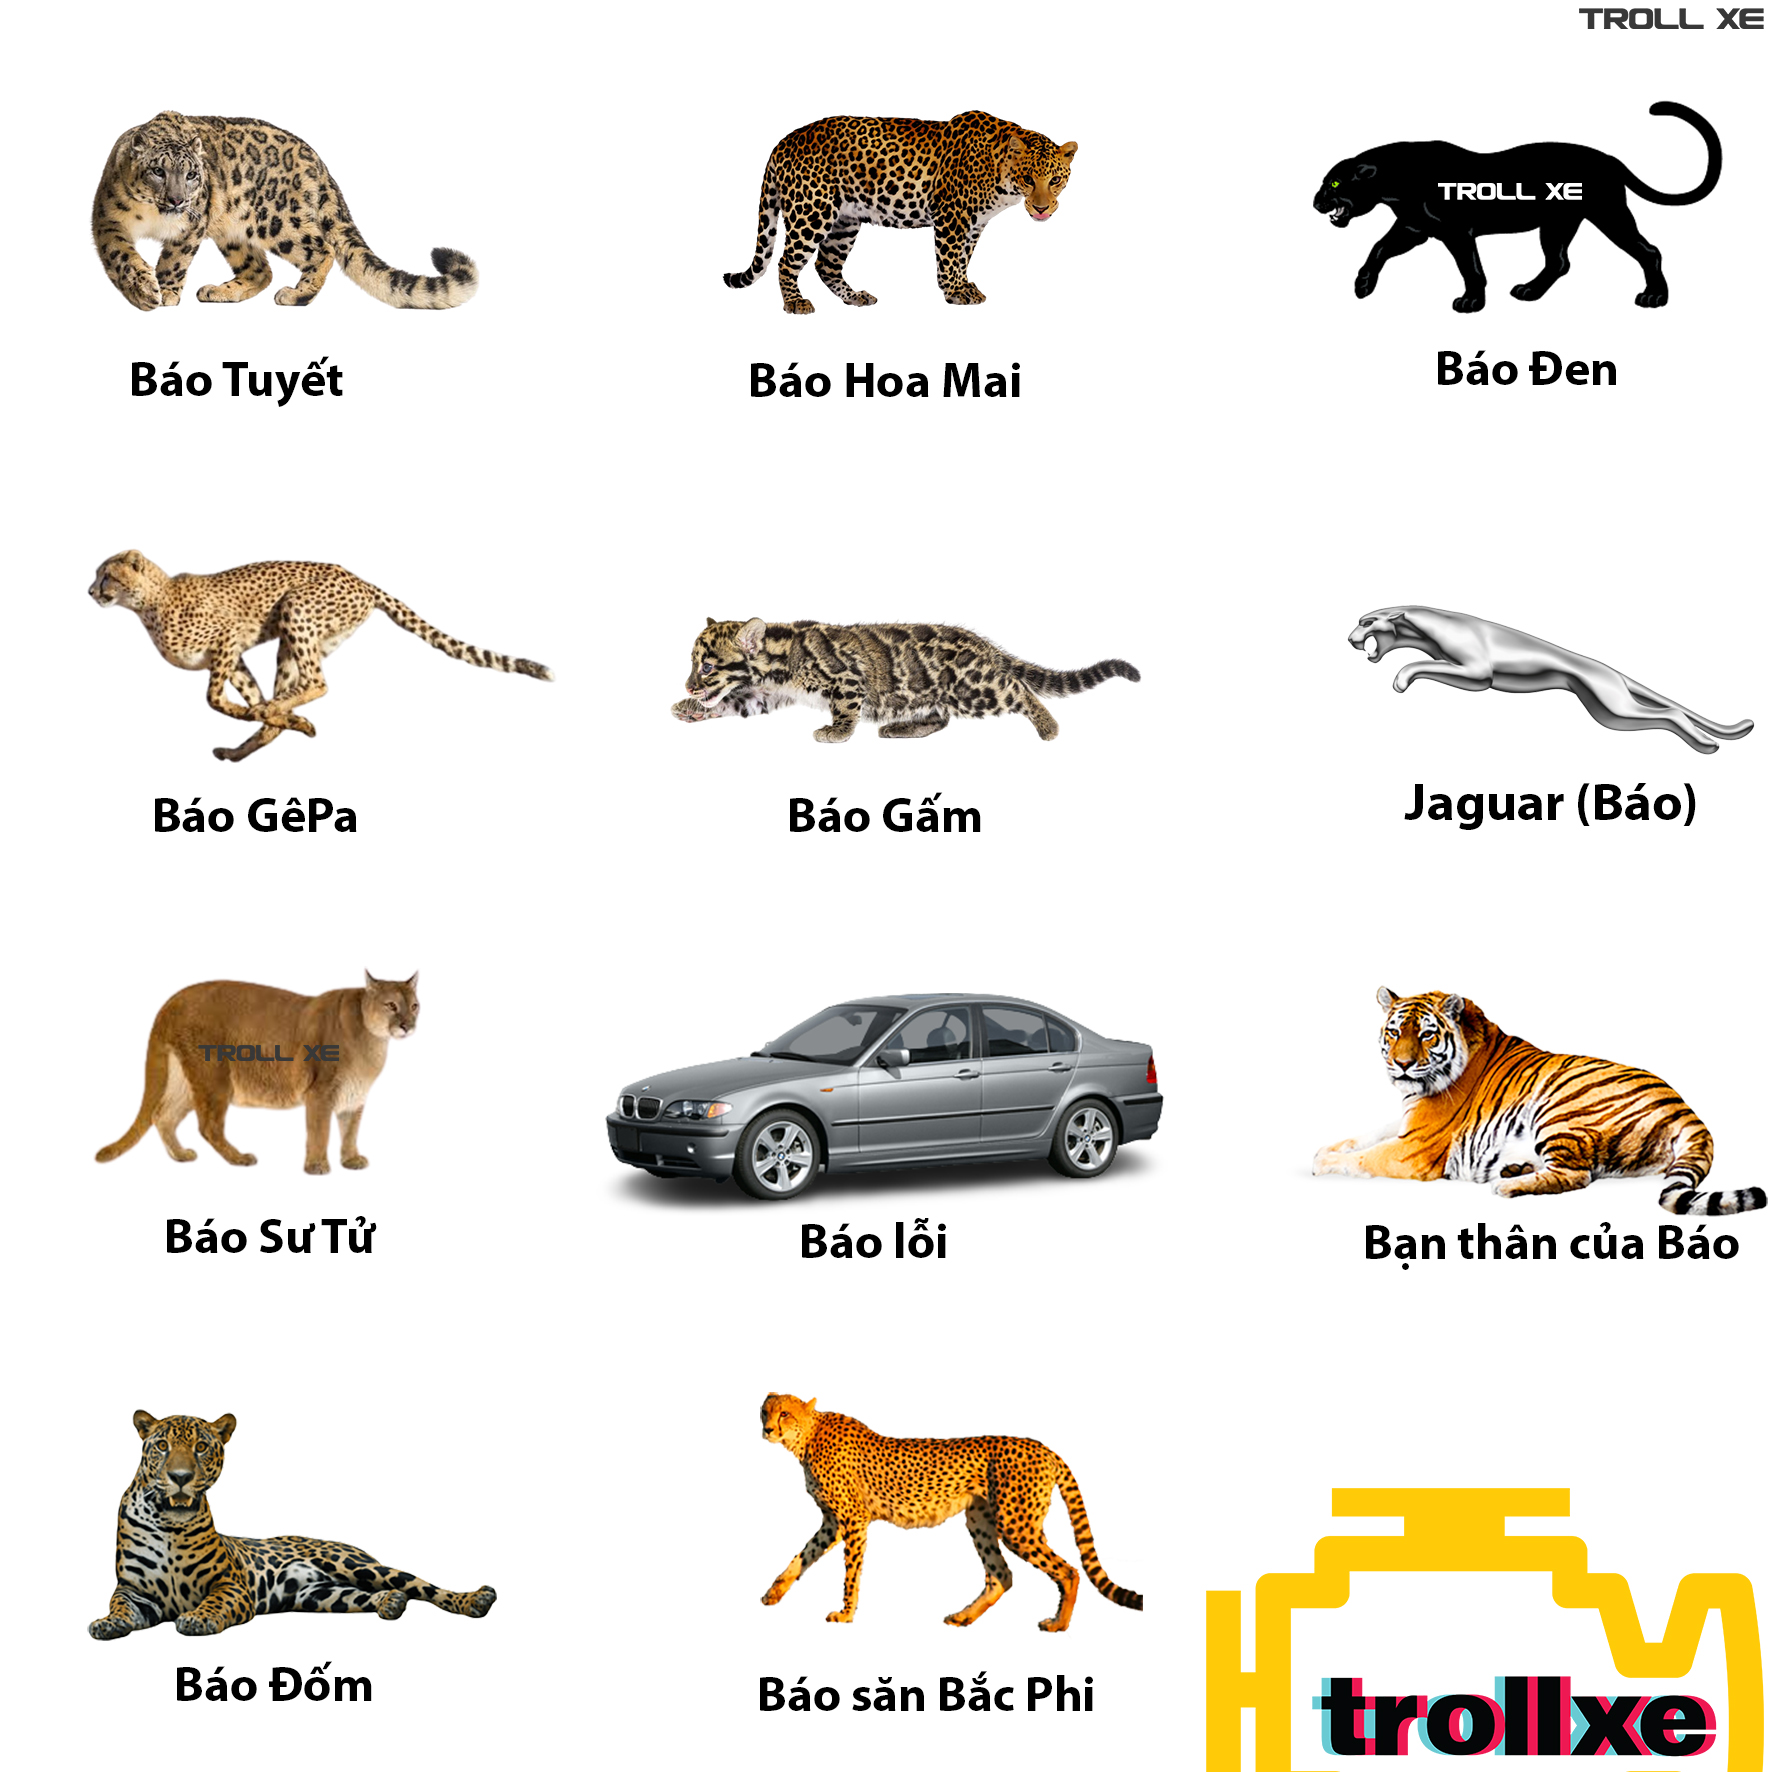 TROLL XE
TROLL XE
Báo Tuyết
Báo Hoa Mai
Báo Đen
Báo GêPa
Báo Gấm
Jaguar (Báo)
TROLL XE
Báo Sư Tử
Báo lỗi
Bạn thân của Báo
Báo Đốm
Báo săn Bắc Phi
trollxe